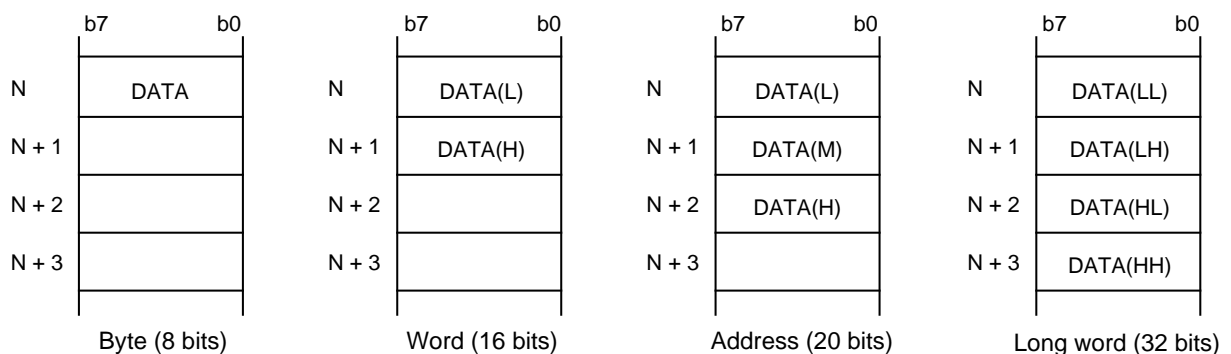 b7 b0 b7 b0 b7 b0 b7 b0
N DATA N DATA(L) N DATA(L) N DATA(LL)
N + 1 N + 1 DATA(H) N + 1 DATA(M) N + 1 DATA(LH)
N + 2 N + 2 N + 2 DATA(H) N + 2 DATA(HL)
N + 3 N + 3 N + 3 N + 3 DATA(HH)
Byte (8 bits) Word (16 bits) Address (20 bits) Long word (32 bits)